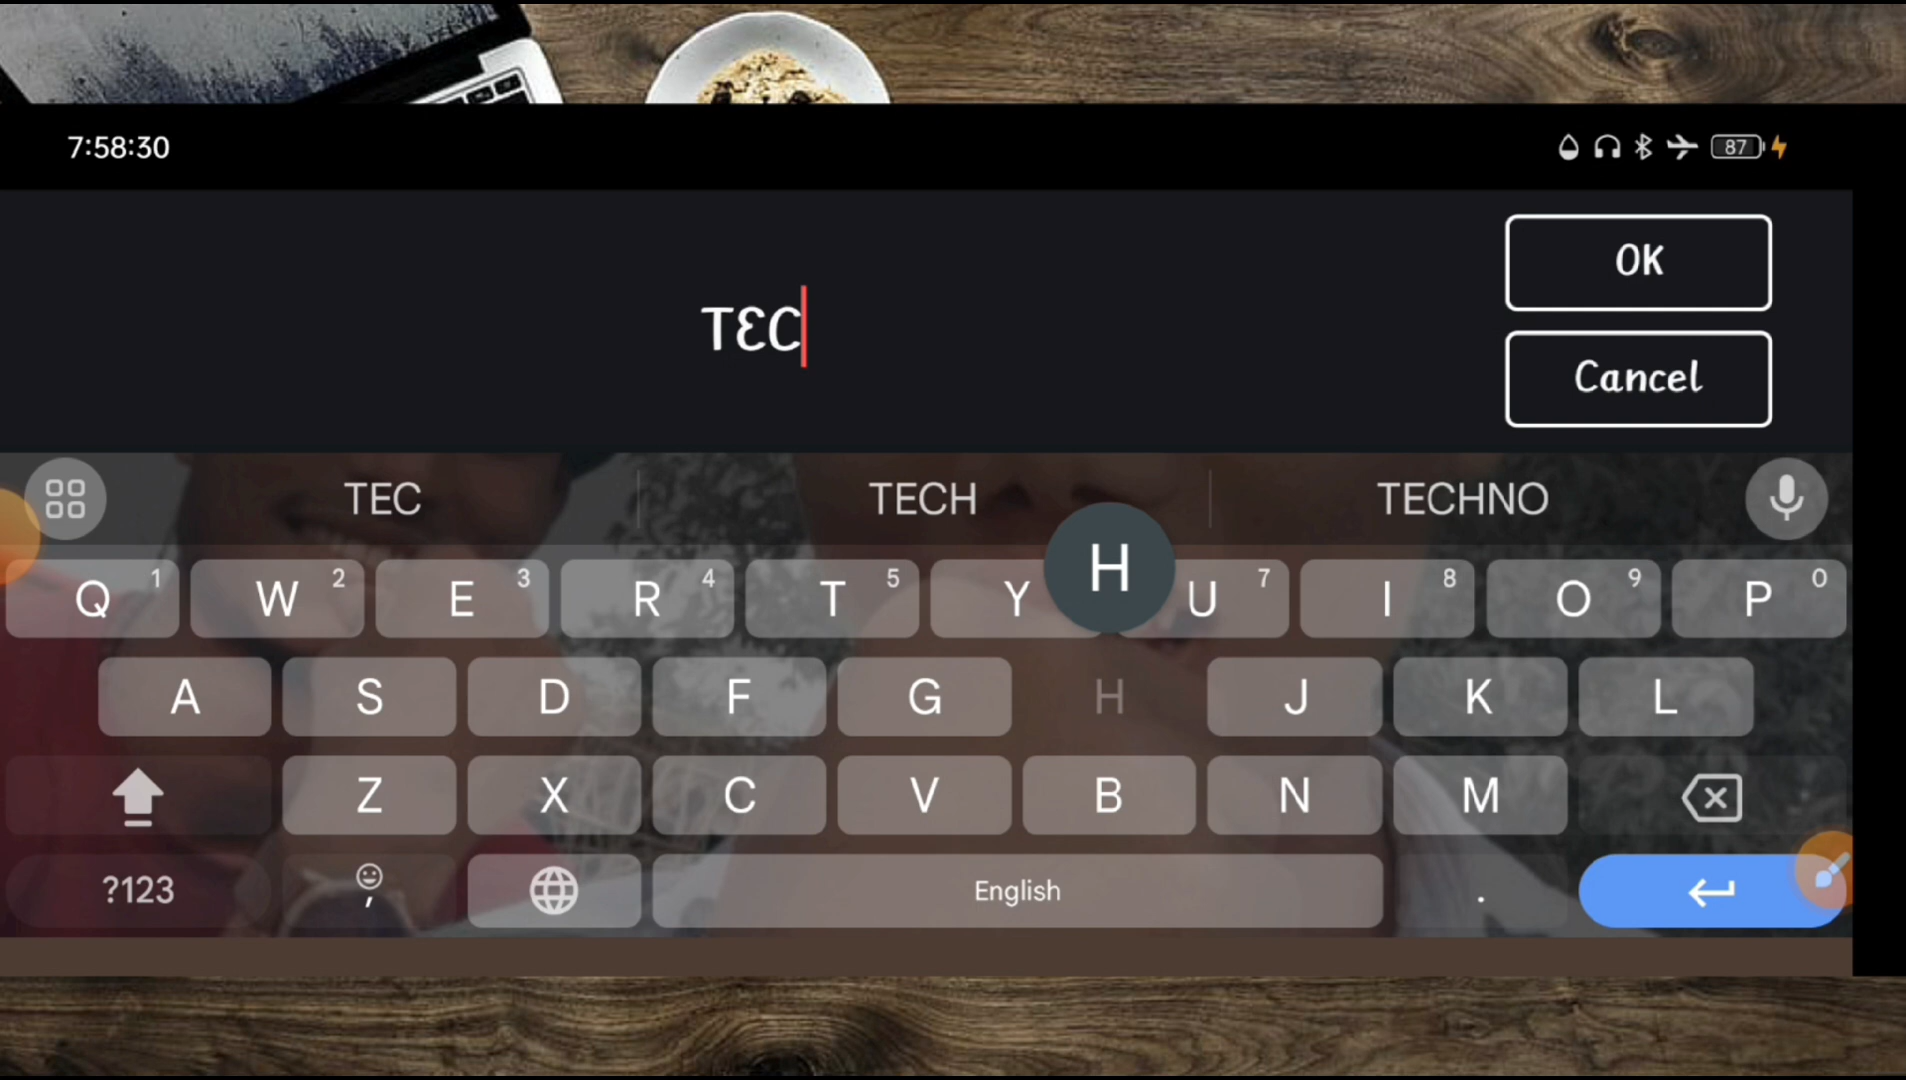 7:58:30
87
OK
TEC
Cancel
TEC TECH TECHNO
H
Q 1 W 2 E 3 R 4 T 5 Y U 7 I 8 O 9 P 0
A S D F G H J K L
Z X C V B N M
?123 , English .